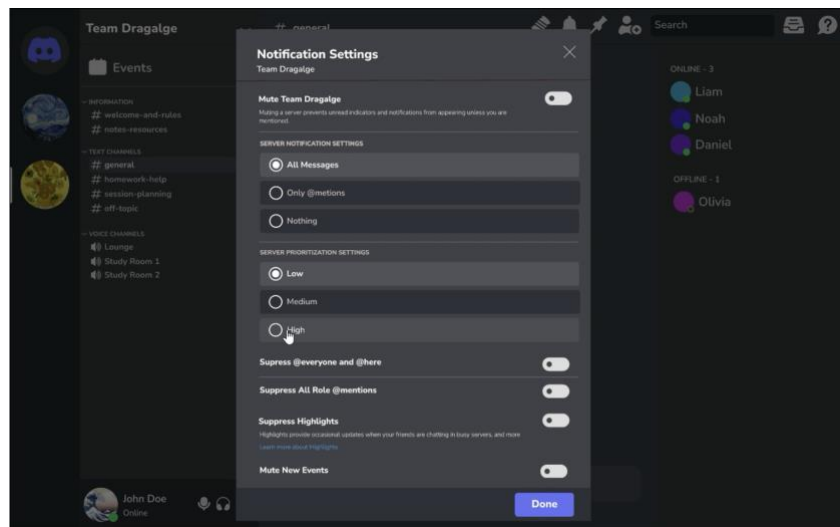 Team Dragalge
# general
Search
Events
INFORMATION
# welcome-and-rules
# notes-resources
TEXT CHANNELS
# general
# homework-help
# session-planning
# off-topic
VOICE CHANNELS
Lounge
Study Room 1
Study Room 2
John Doe
Online
Notification Settings
Team Dragalge
Mute Team Dragalge
Muting a server prevents unread indicators and notifications from appearing unless you are
mentioned.
SERVER NOTIFICATION SETTINGS
All Messages
Only @metions
Nothing
SERVER PRIORITIZATION SETTINGS
Low
Medium
High
Supress @everyone and @here
Suppress All Role @mentions
Suppress Highlights
Highlights provide occasional updates when your friends are chatting in busy servers, and more
Learn more about Highlights
Mute New Events
Done
ONLINE - 3
Liam
Noah
Daniel
OFFLINE - 1
Olivia